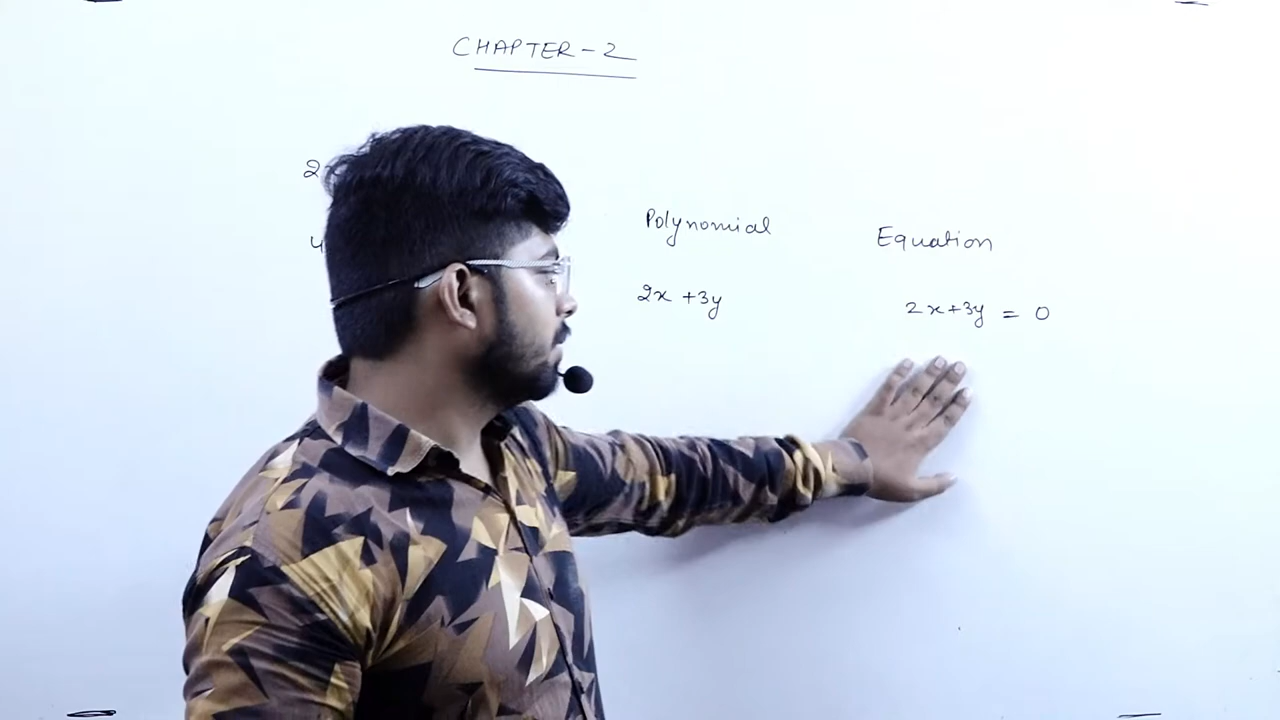 CHAPTER-2
Polynomial
Equation
2x +3y
2x+3y = 0